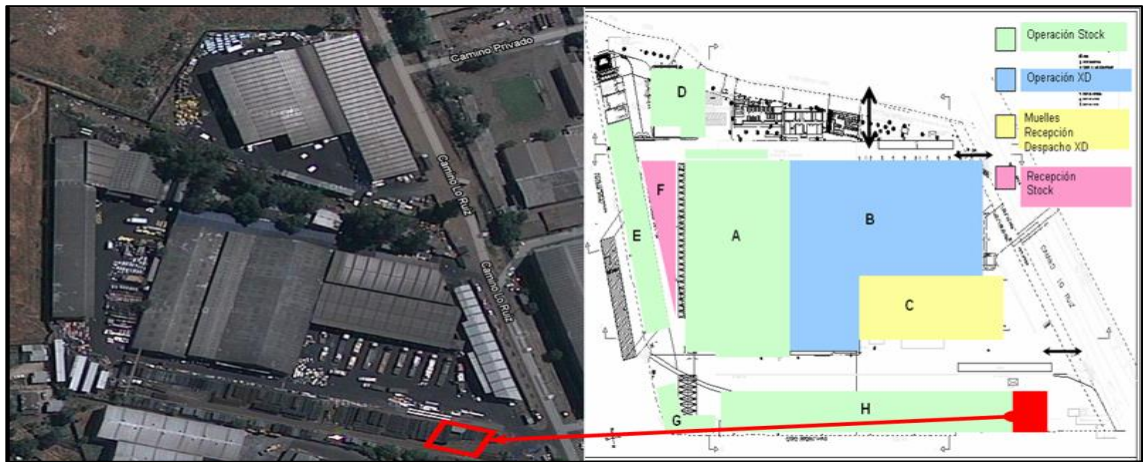 Camino Privado
Camino Lo Ruiz
Camino Lo Ruiz
Operación Stock
Operación XD
Muelles
Recepción
Despacho XD
Recepción
Stock
D
F
E
A
B
C
H
G